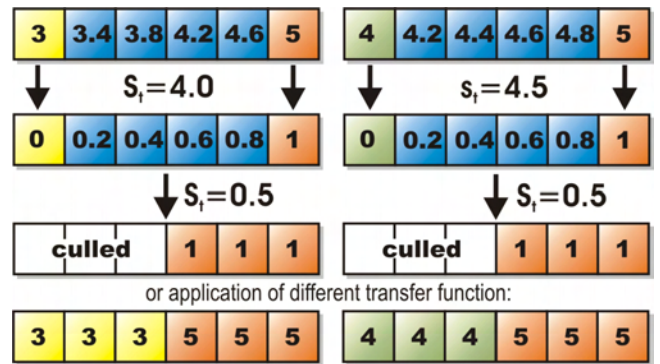 3 3.4 3.8 4.2 4.6 5 4 4.2 4.4 4.6 4.8 5
St=4.0 St=4.5
0 0.2 0.4 0.6 0.8 1 0 0.2 0.4 0.6 0.8 1
St=0.5 St=0.5
culled 1 1 1 culled 1 1 1
or application of different transfer function:
3 3 3 5 5 5 4 4 4 5 5 5